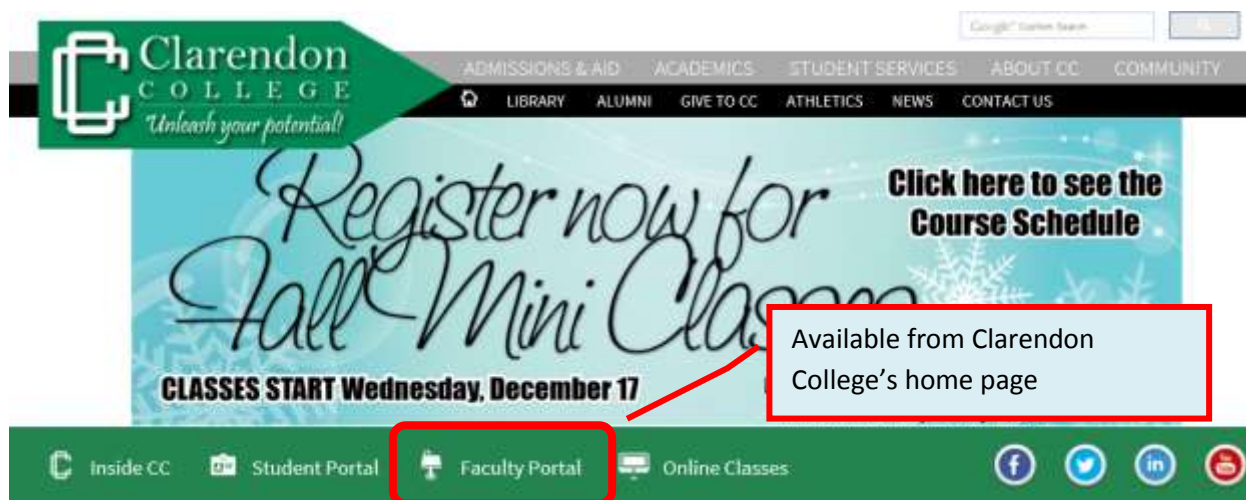 Google™ Custom Search
Clarendon
COLLEGE
Unleash your potential!
ADMISSIONS & AID ACADEMICS STUDENT SERVICES ABOUT CC COMMUNITY
LIBRARY ALUMNI GIVE TO CC ATHLETICS NEWS CONTACT US
Register now for
Fall Mini
Click here to see the
Course Schedule
CLASSES START Wednesday, December 17
Available from Clarendon
College's home page
Inside CC Student Portal Faculty Portal Online Classes